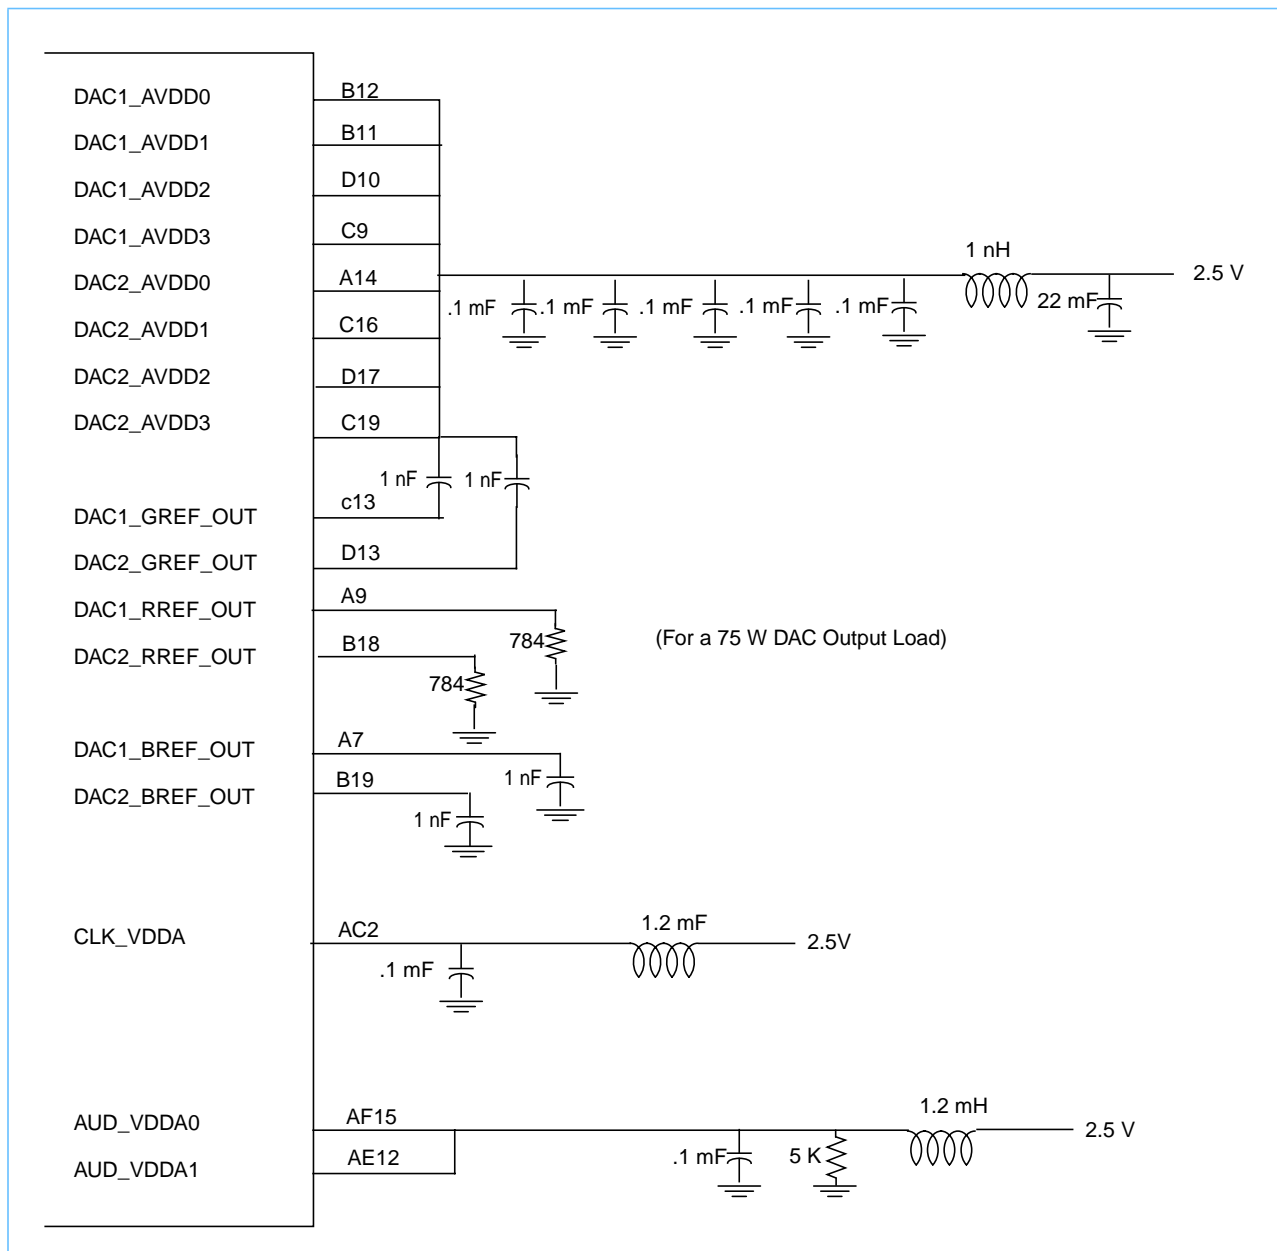 DAC1_AVDD0 B12
DAC1_AVDD1 B11
DAC1_AVDD2 D10
DAC1_AVDD3 C9
1 nH
DAC2_AVDD0 A14 2.5 V
.1 mF .1 mF .1 mF .1 mF .1 mF 22 mF
DAC2_AVDD1 C16
DAC2_AVDD2 D17
DAC2_AVDD3 C19
1 nF 1 nF
DAC1_GREF_OUT c13
DAC2_GREF_OUT D13
DAC1_RREF_OUT A9
784 (For a 75 W DAC Output Load)
DAC2_RREF_OUT B18
784
DAC1_BREF_OUT A7
1 nF
DAC2_BREF_OUT B19
1 nF
1.2 mF
CLK_VDDA AC2 2.5V
.1 mF
1.2 mH
AUD_VDDA0 AF15 2.5 V
.1 mF 5 K
AUD_VDDA1 AE12